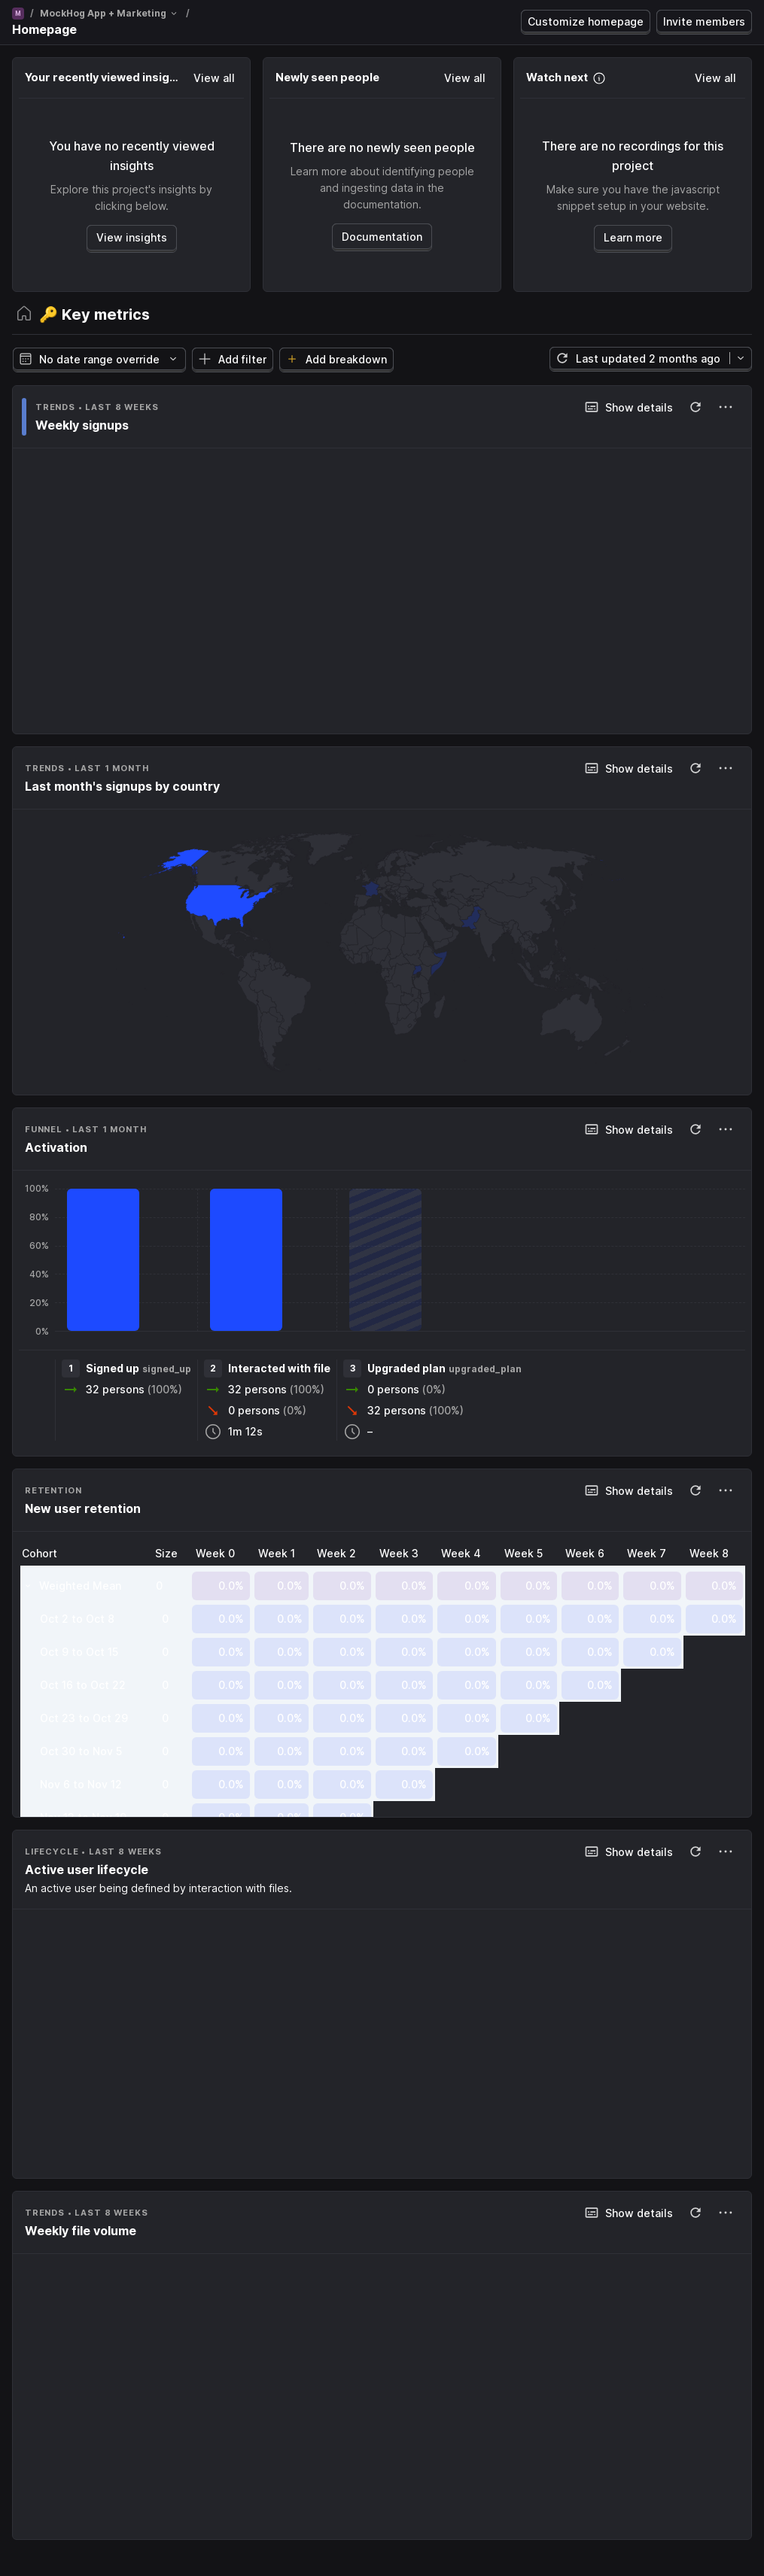 M / MockHog App + Marketing /
Homepage
Customize homepage
Invite members
Your recently viewed insig... View all
You have no recently viewed
insights
Explore this project's insights by
clicking below.
View insights
Newly seen people View all
There are no newly seen people
Learn more about identifying people
and ingesting data in the
documentation.
Documentation
Watch next View all
There are no recordings for this
project
Make sure you have the javascript
snippet setup in your website.
Learn more
🔑 Key metrics
No date range override Add filter Add breakdown Last updated 2 months ago
TRENDS • LAST 8 WEEKS Show details
Weekly signups
TRENDS • LAST 1 MONTH Show details
Last month's signups by country
FUNNEL • LAST 1 MONTH Show details
Activation
100%
80%
60%
40%
20%
0%
1 Signed up signed_up
32 persons (100%)
2 Interacted with file
32 persons (100%)
0 persons (0%)
1m 12s
3 Upgraded plan upgraded_plan
0 persons (0%)
32 persons (100%)
–
RETENTION Show details
New user retention
Cohort Size Week 0 Week 1 Week 2 Week 3 Week 4 Week 5 Week 6 Week 7 Week 8
Weighted Mean 0 0.0% 0.0% 0.0% 0.0% 0.0% 0.0% 0.0% 0.0% 0.0%
Oct 2 to Oct 8 0 0.0% 0.0% 0.0% 0.0% 0.0% 0.0% 0.0% 0.0% 0.0%
Oct 9 to Oct 15 0 0.0% 0.0% 0.0% 0.0% 0.0% 0.0% 0.0% 0.0%
Oct 16 to Oct 22 0 0.0% 0.0% 0.0% 0.0% 0.0% 0.0% 0.0%
Oct 23 to Oct 29 0 0.0% 0.0% 0.0% 0.0% 0.0% 0.0%
Oct 30 to Nov 5 0 0.0% 0.0% 0.0% 0.0% 0.0%
Nov 6 to Nov 12 0 0.0% 0.0% 0.0% 0.0%
0.0% 0.0% 0.0%
LIFECYCLE • LAST 8 WEEKS Show details
Active user lifecycle
An active user being defined by interaction with files.
TRENDS • LAST 8 WEEKS Show details
Weekly file volume